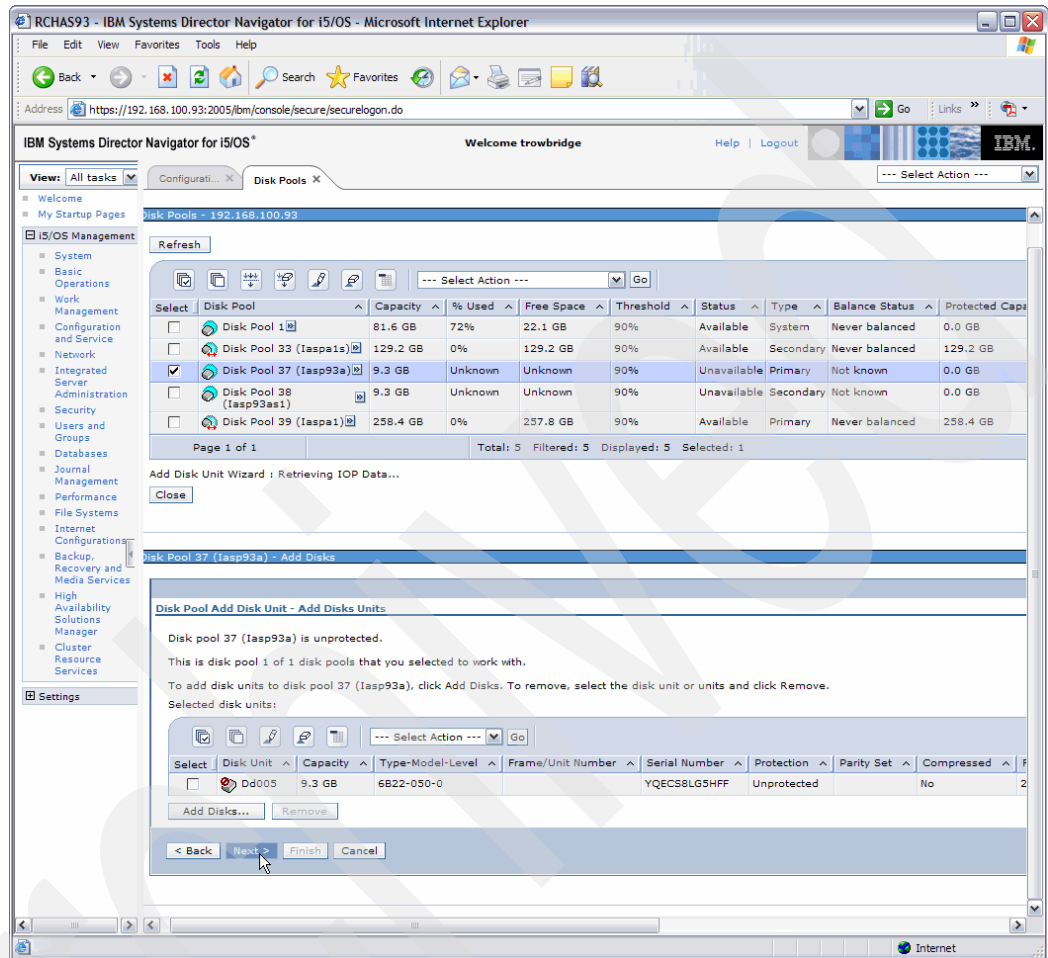 RCHAS93 - IBM Systems Director Navigator for i5/OS - Microsoft Internet Explorer
File Edit View Favorites Tools Help
Back Search Favorites
Address https://192.168.100.93:2005/ibm/console/secure/securelogon.do Go Links »
IBM Systems Director Navigator for i5/OS® Welcome trowbridge Help | Logout IBM.
View: All tasks
Configurati... X Disk Pools X --- Select Action ---
Welcome
My Startup Pages
i5/OS Management
System
Basic
Operations
Work
Management
Configuration
and Service
Network
Integrated
Server
Administration
Security
Users and
Groups
Databases
Journal
Management
Performance
File Systems
Internet
Configurations
Backup,
Recovery and
Media Services
High
Availability
Solutions
Manager
Cluster
Resource
Services
Settings
Disk Pools - 192.168.100.93
Refresh
--- Select Action --- Go
Select Disk Pool Capacity % Used Free Space Threshold Status Type Balance Status Protected Capa
Disk Pool 1 81.6 GB 72% 22.1 GB 90% Available System Never balanced 0.0 GB
Disk Pool 33 (Iaspa1s) 129.2 GB 0% 129.2 GB 90% Available Secondary Never balanced 129.2 GB
Disk Pool 37 (Iasp93a) 9.3 GB Unknown Unknown 90% Unavailable Primary Not known 0.0 GB
Disk Pool 38 (Iasp93as1) 9.3 GB Unknown Unknown 90% Unavailable Secondary Not known 0.0 GB
Disk Pool 39 (Iaspa1) 258.4 GB 0% 257.8 GB 90% Available Primary Never balanced 258.4 GB
Page 1 of 1 Total: 5 Filtered: 5 Displayed: 5 Selected: 1
Add Disk Unit Wizard : Retrieving IOP Data...
Close
Disk Pool 37 (Iasp93a) - Add Disks
Disk Pool Add Disk Unit - Add Disks Units
Disk pool 37 (Iasp93a) is unprotected.
This is disk pool 1 of 1 disk pools that you selected to work with.
To add disk units to disk pool 37 (Iasp93a), click Add Disks. To remove, select the disk unit or units and click Remove.
Selected disk units:
--- Select Action --- Go
Select Disk Unit Capacity Type-Model-Level Frame/Unit Number Serial Number Protection Parity Set Compressed F
Dd005 9.3 GB 6B22-050-0 YQECS8LG5HFF Unprotected No 2
Add Disks... Remove
< Back Next > Finish Cancel
Internet